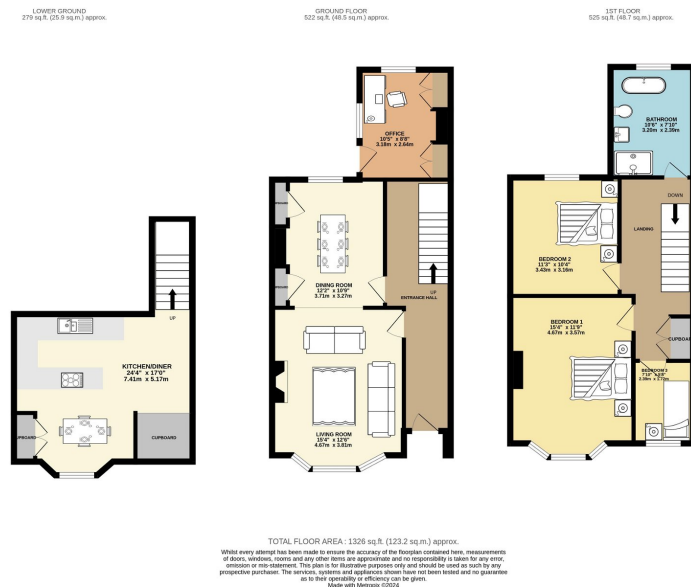 LOWER GROUND
279 sq.ft. (25.9 sq.m.) approx.
GROUND FLOOR
522 sq.ft. (48.5 sq.m.) approx.
1ST FLOOR
525 sq.ft. (48.7 sq.m.) approx.
UP
KITCHEN/DINER
24'4" x 17'0"
7.41m x 5.17m
CUPBOARD
OFFICE
10'5" x 8'8"
3.18m x 2.64m
DINING ROOM
12'2" x 10'9"
3.71m x 3.27m
UP
ENTRANCE HALL
LIVING ROOM
15'4" x 12'6"
4.67m x 3.81m
BATHROOM
10'6" x 7'10"
3.20m x 2.39m
DOWN
LANDING
BEDROOM 2
11'3" x 10'4"
3.43m x 3.16m
BEDROOM 1
15'4" x 11'9"
4.67m x 3.57m
CUPBOARD
BEDROOM 3
TOTAL FLOOR AREA : 1326 sq.ft. (123.2 sq.m.) approx.
Whilst every attempt has been made to ensure the accuracy of the floorplan contained here, measurements
of doors, windows, rooms and any other items are approximate and no responsibility is taken for any error,
omission or mis-statement. This plan is for illustrative purposes only and should be used as such by any
prospective purchaser. The services, systems and appliances shown have not been tested and no guarantee
as to their operability or efficiency can be given.
Made with Metropix ©2024